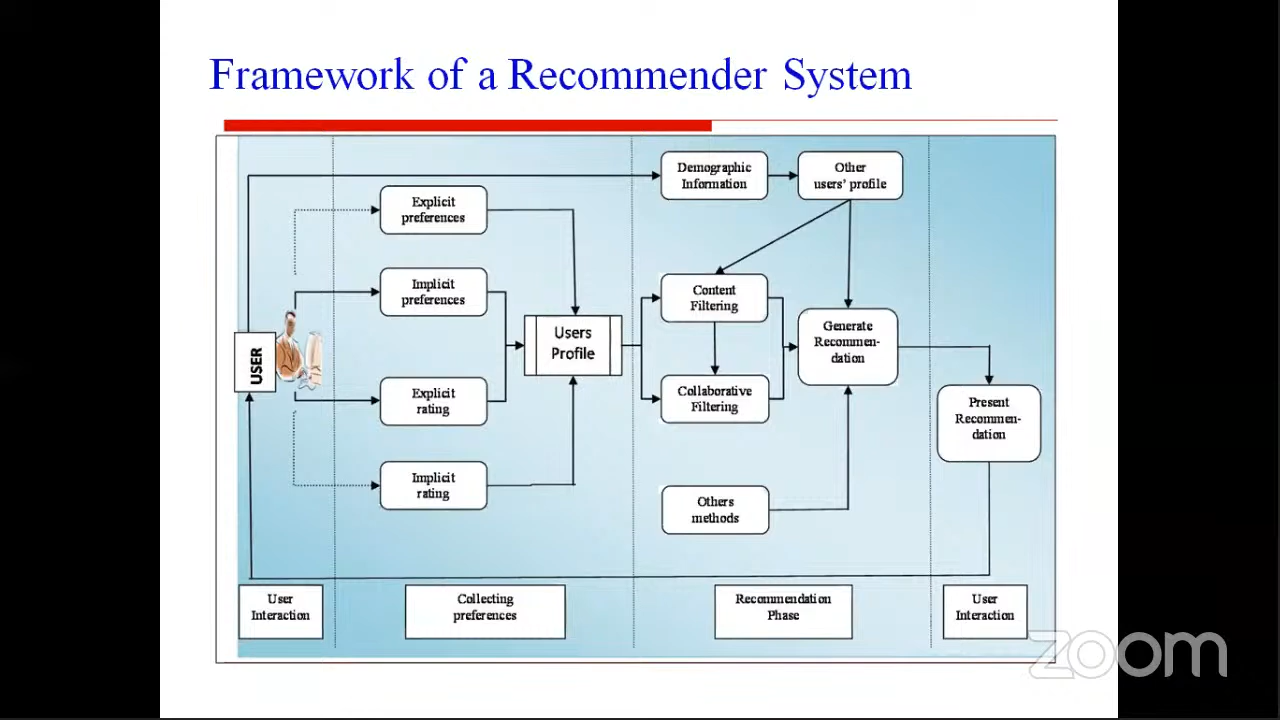 Framework of a Recommender System
Demographic
Information
Other
users' profile
Explicit
preferences
Implicit
preferences
Content
Filtering
Users
Profile
Generate
Recommen-
dation
USER
Explicit
rating
Collaborative
Filtering
Present
Recommen-
dation
Implicit
rating
Others
methods
User
Interaction
Collecting
preferences
Recommendation
Phase
User
Interaction
zoom